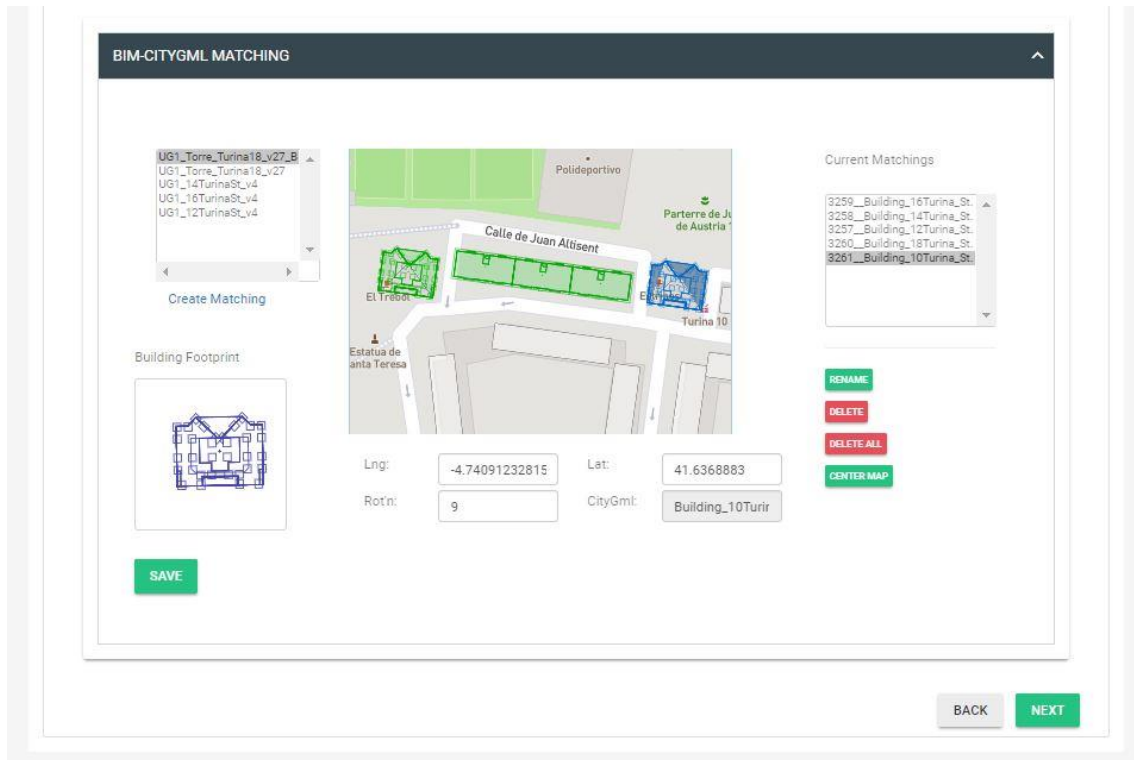 BIM-CITYGML MATCHING
UG1_Torre_Turina18_v27_B
UG1_Torre_Turina18_v27
UG1_14TurinaSt_v4
UG1_16TurinaSt_v4
UG1_12TurinaSt_v4
Create Matching
Building Footprint
SAVE
Polideportivo
Parterre de Ju
de Austria
Calle de Juan Altisent
El Trébol
Turina 10
Estatua de
anta Teresa
Lng:
-4.74091232815
Lat:
41.6368883
Rot'n:
9
CityGml:
Building_10Turir
Current Matchings
3259__Building_16Turina_St.
3258__Building_14Turina_St.
3257__Building_12Turina_St.
3260__Building_18Turina_St.
3261__Building_10Turina_St.
RENAME
DELETE
DELETE ALL
CENTER MAP
BACK
NEXT